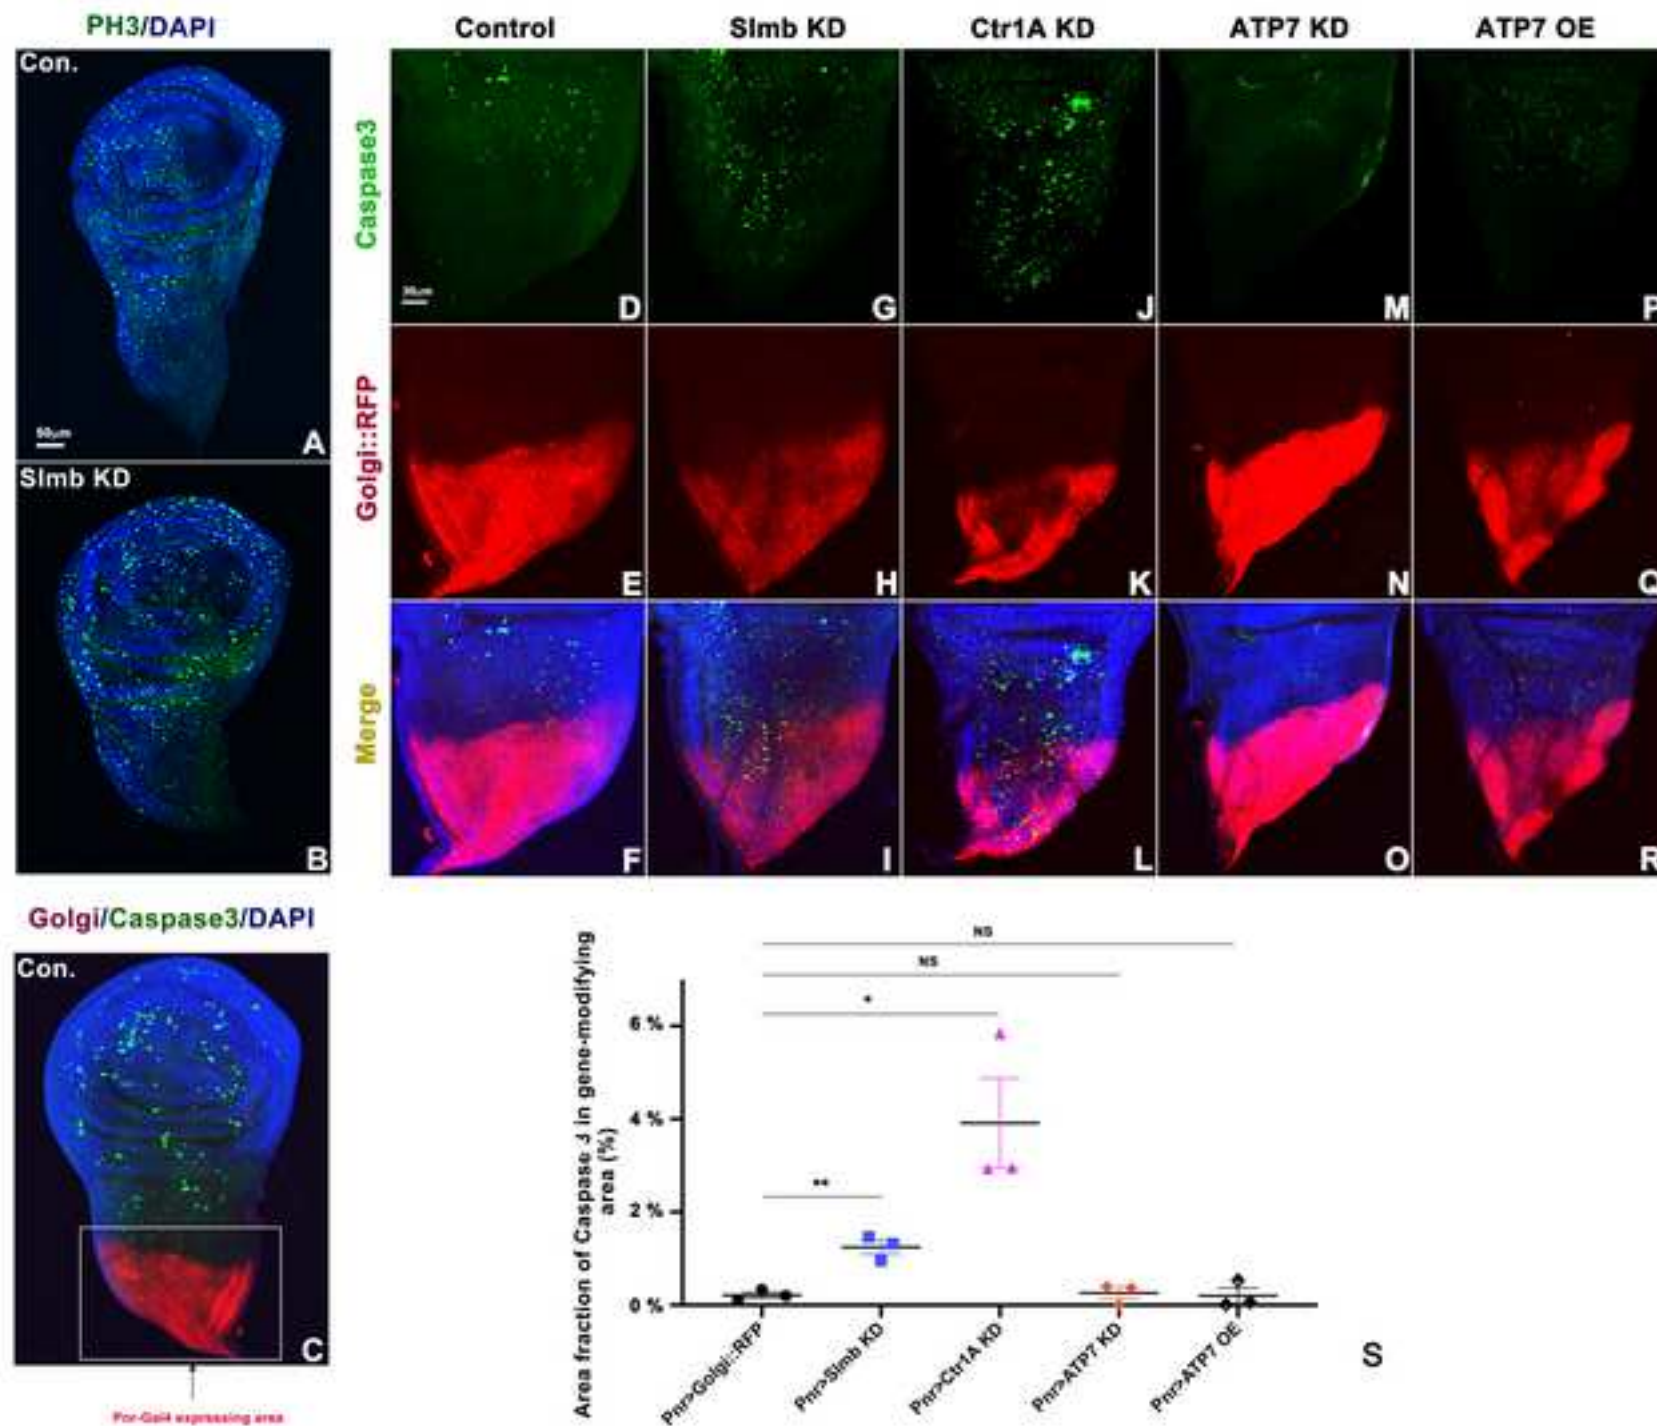 PH3/DAPI
Con.
50µm
A
Slmb KD
B
Golgi/Caspase3/DAPI
Con.
C
Pnr-Gal4 expressing area
Control
Slmb KD
Ctr1A KD
ATP7 KD
ATP7 OE
Caspase3
30µm
D
G
J
M
P
Golgi::RFP
E
H
K
N
Q
Merge
F
I
L
O
R
NS
NS
*
**
Area fraction of Caspase 3 in gene-modifying
area (%)
6 %
4 %
2 %
0 %
Pnr>Golgi::RFP
Pnr>Slmb KD
Pnr>Ctr1A KD
Pnr>ATP7 KD
Pnr>ATP7 OE
S